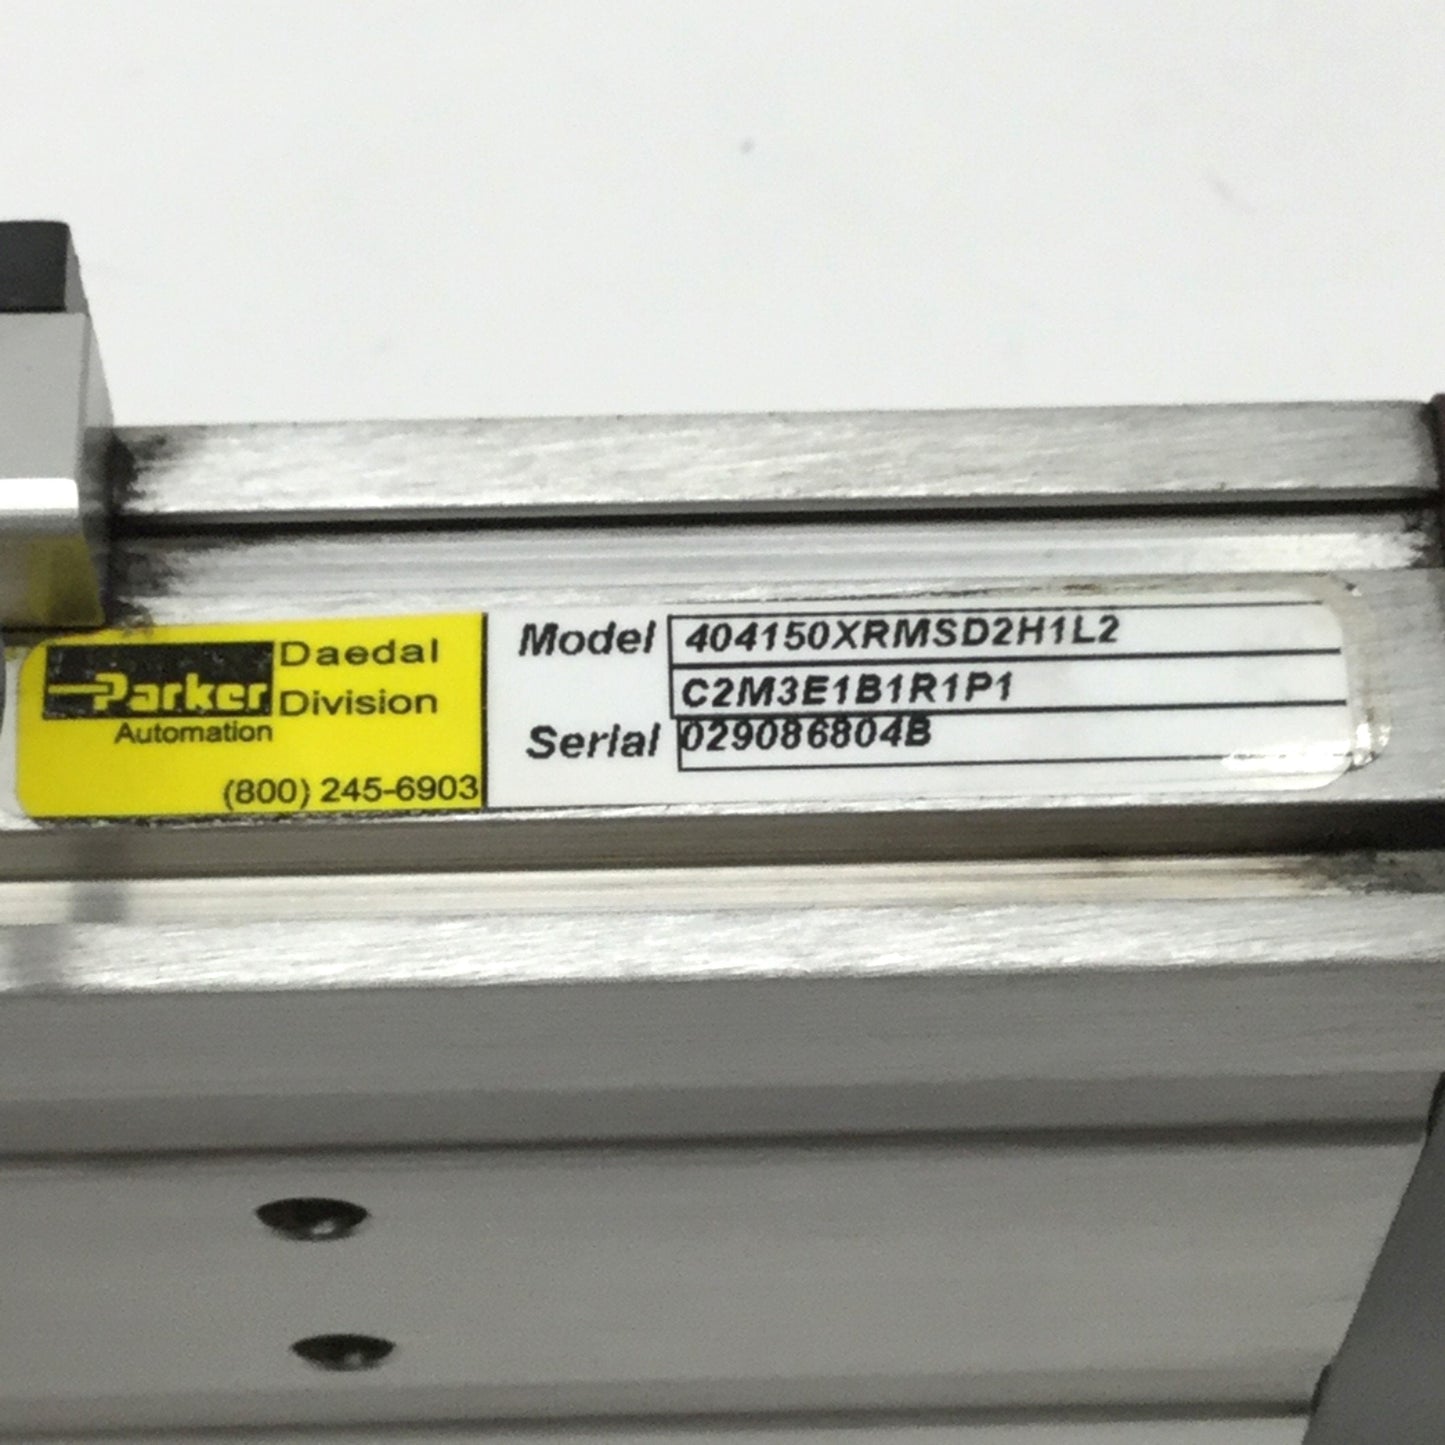 Parker Daedal
Division
Automation
(800) 245-6903
Model 404150XRMSD2H1L2
C2M3E1B1R1P1
Serial 029086804B